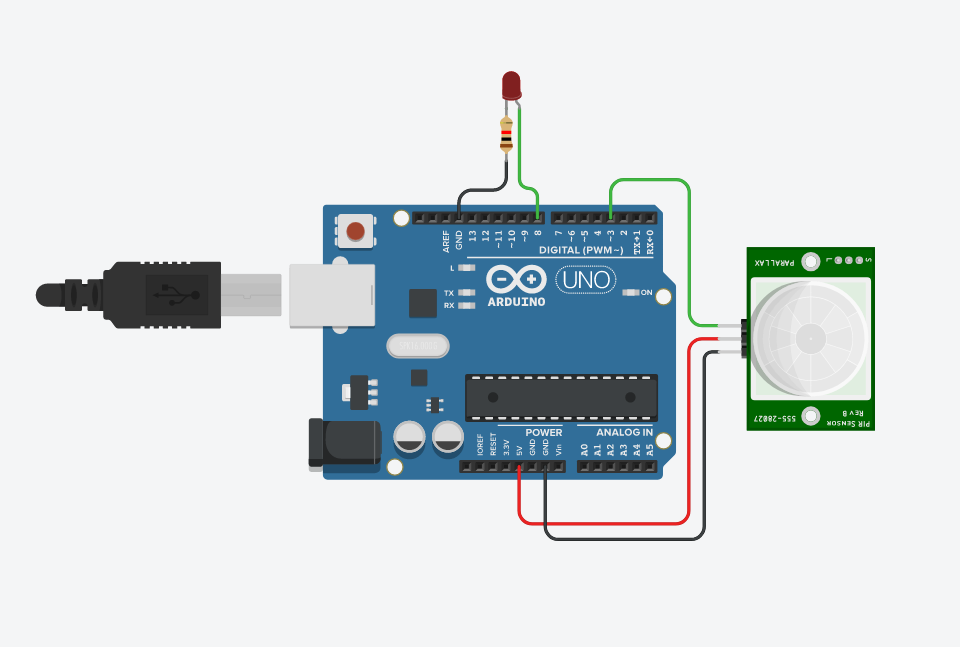 AREF
GND
13
12
~11
~10
~9
8
7
~6
~5
4
~3
2
TX→1
RX←0
DIGITAL (PWM~)
L
TX
RX
UNO
ARDUINO
ON
POWER
ANALOG IN
IOREF
RESET
3.3V
5V
GND
GND
Vin
A0
A1
A2
A3
A4
A5
PARALLAX
L
S
PIR SENSOR
REV B
555-28027